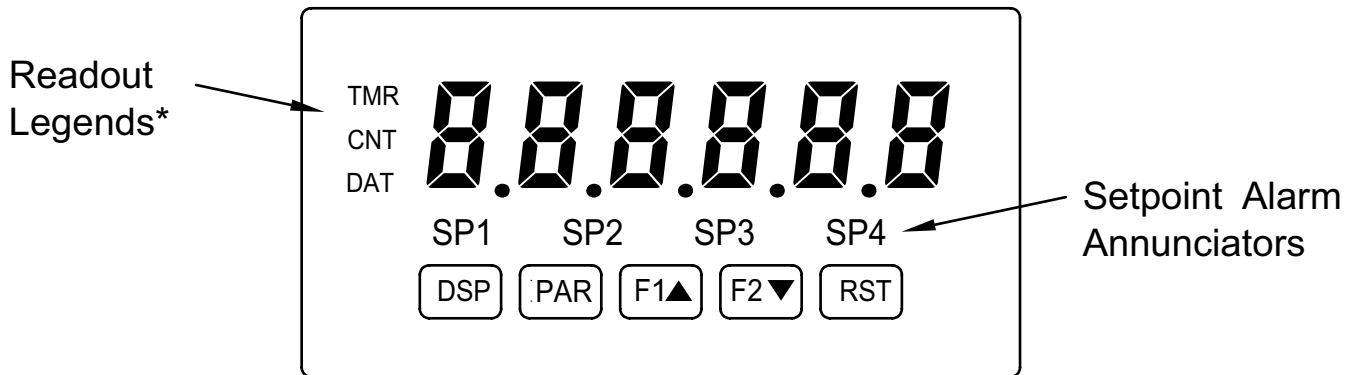 Readout
Legends*
TMR
CNT
DAT
8.8.8.8.8.8
SP1 SP2 SP3 SP4
Setpoint Alarm
Annunciators
DSP PAR F1▲ F2▼ RST